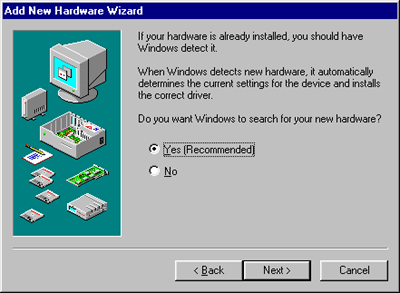 Add New Hardware Wizard
If your hardware is already installed, you should have
Windows detect it.
When Windows detects new hardware, it automatically
determines the current settings for the device and installs
the correct driver.
Do you want Windows to search for your new hardware?
Yes (Recommended)
No
< Back
Next >
Cancel